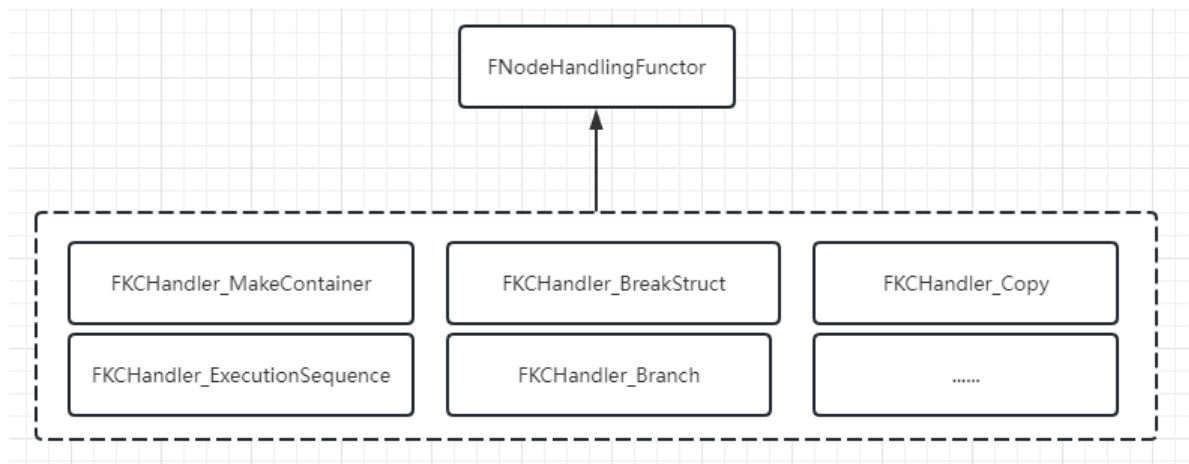 FNodeHandlingFunctor
FKCHandler_MakeContainer
FKCHandler_BreakStruct
FKCHandler_Copy
FKCHandler_ExecutionSequence
FKCHandler_Branch
......